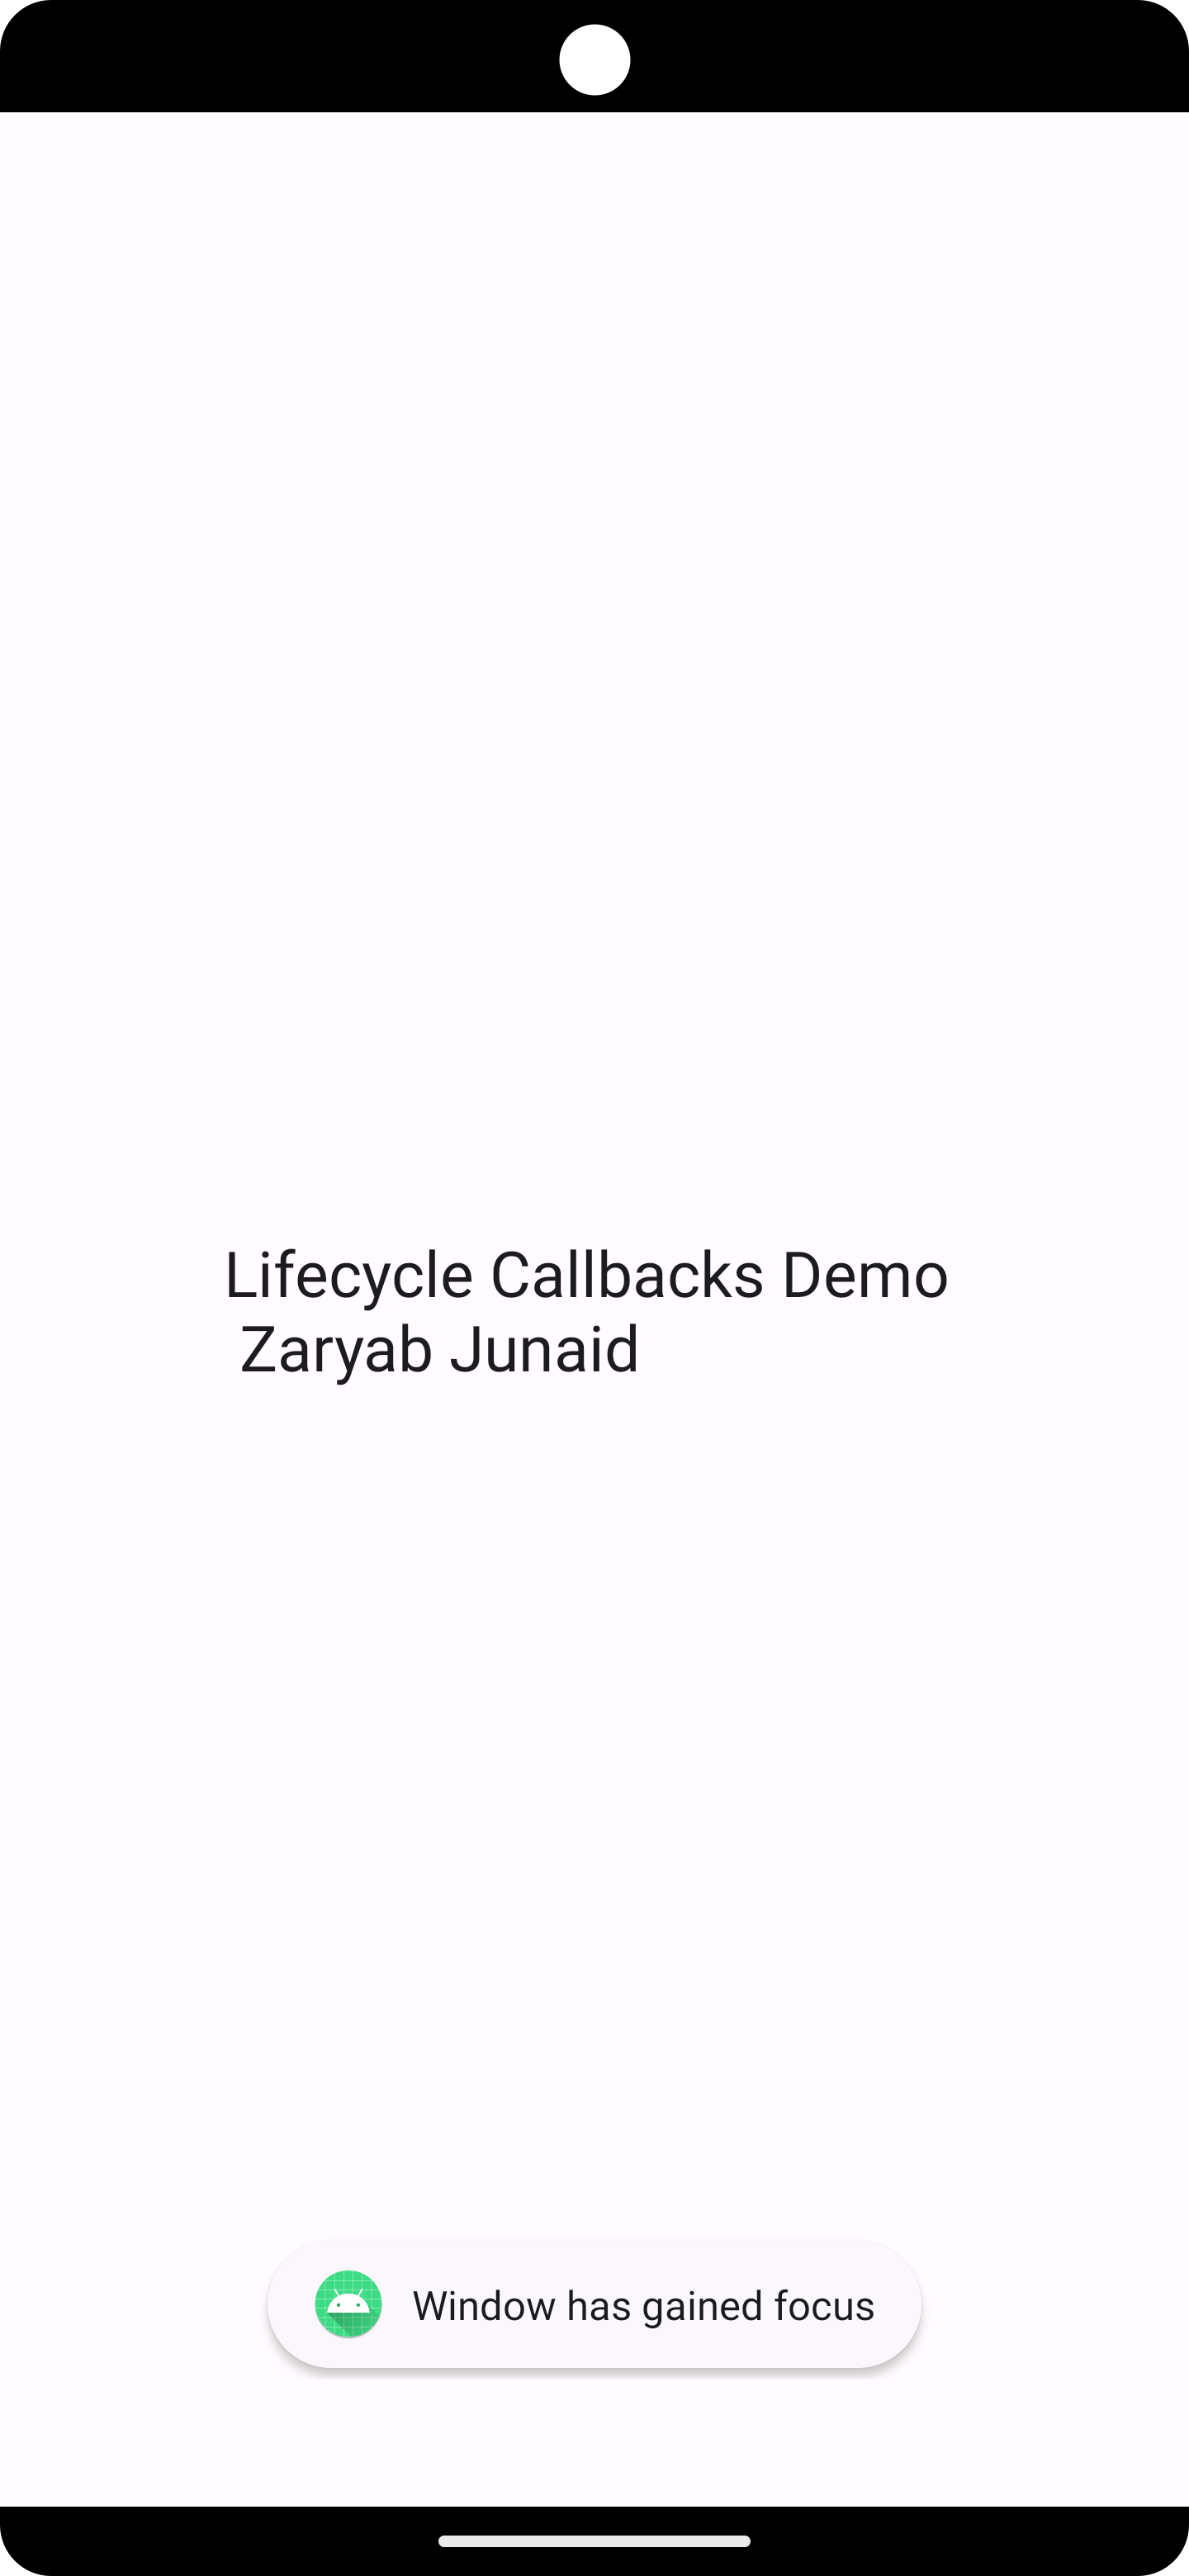 Lifecycle Callbacks Demo
Zaryab Junaid
Window has gained focus